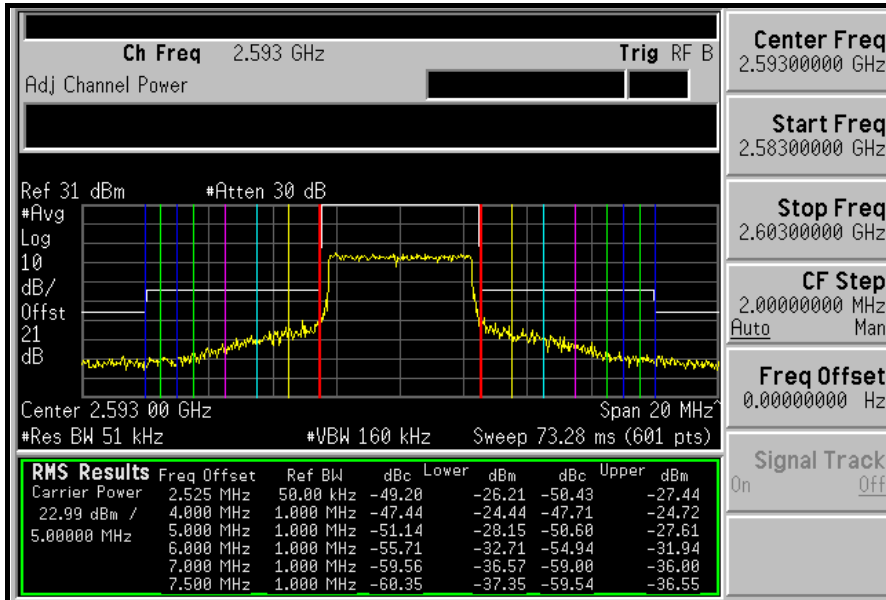 Ch Freq 2.593 GHz Trig RF B
Adj Channel Power
Ref 31 dBm #Atten 30 dB
#Avg
Log
10
dB/
Offst
21
dB
Center 2.593 00 GHz Span 20 MHz^
#Res BW 51 kHz #VBW 160 kHz Sweep 73.28 ms (601 pts)
RMS Results Freq Offset Ref BW dBc Lower dBm dBc Upper dBm
Carrier Power 2.525 MHz 50.00 kHz -49.20 -26.21 -50.43 -27.44
22.99 dBm / 4.000 MHz 1.000 MHz -47.44 -24.44 -47.71 -24.72
5.00000 MHz 5.000 MHz 1.000 MHz -51.14 -28.15 -50.60 -27.61
6.000 MHz 1.000 MHz -55.71 -32.71 -54.94 -31.94
7.000 MHz 1.000 MHz -59.56 -36.57 -59.00 -36.00
7.500 MHz 1.000 MHz -60.35 -37.35 -59.54 -36.55
Center Freq
2.59300000 GHz
Start Freq
2.58300000 GHz
Stop Freq
2.60300000 GHz
CF Step
2.00000000 MHz
Auto Man
Freq Offset
0.00000000 Hz
Signal Track
On Off